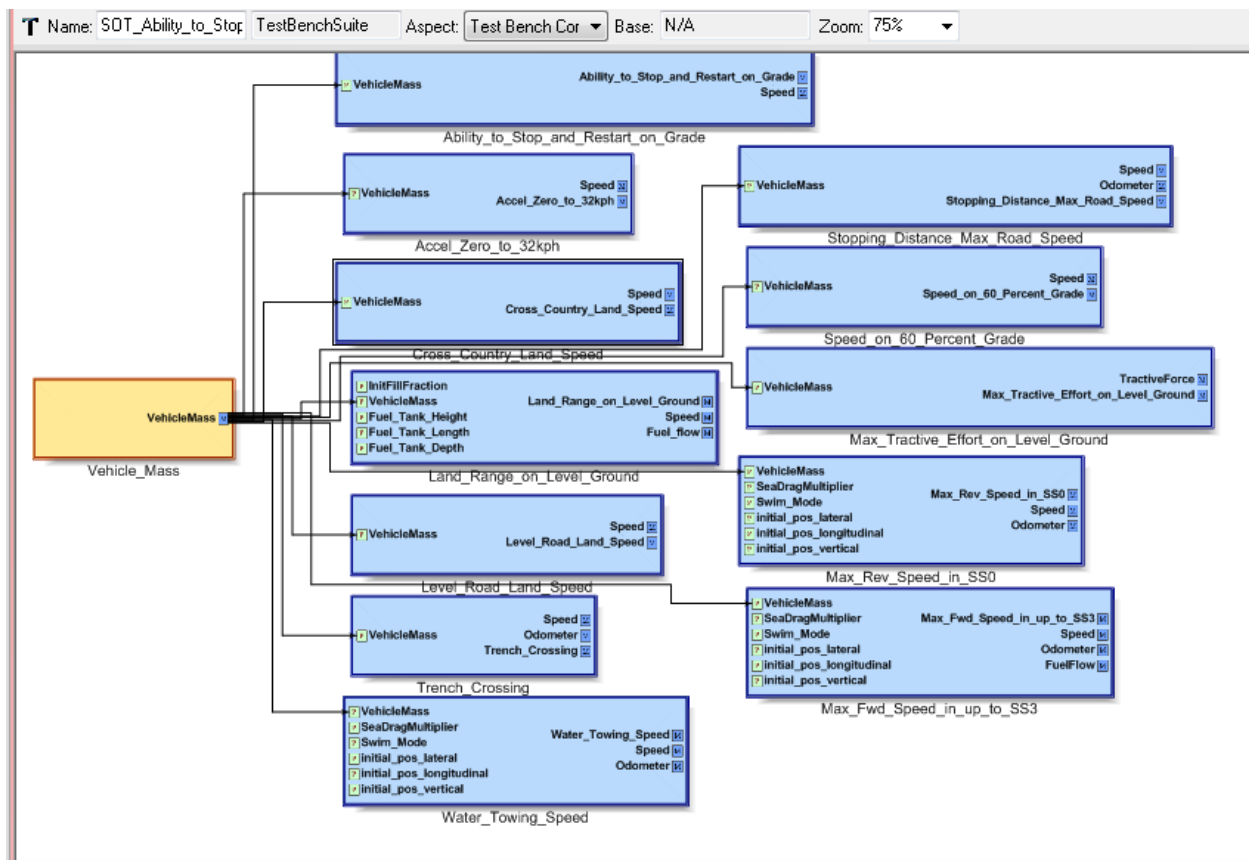 T Name: SOT_Ability_to_Stop TestBenchSuite Aspect: Test Bench Cor Base: N/A Zoom: 75%
VehicleMass
Ability_to_Stop_and_Restart_on_Grade
Speed
Ability_to_Stop_and_Restart_on_Grade
VehicleMass
Speed
Accel_Zero_to_32kph
Accel_Zero_to_32kph
VehicleMass
Speed
Odometer
Stopping_Distance_Max_Road_Speed
Stopping_Distance_Max_Road_Speed
VehicleMass
Speed
Cross_Country_Land_Speed
Cross_Country_Land_Speed
VehicleMass
Speed
Speed_on_60_Percent_Grade
Speed_on_60_Percent_Grade
VehicleMass
Vehicle_Mass
InitFillFraction
VehicleMass
Fuel_Tank_Height
Fuel_Tank_Length
Fuel_Tank_Depth
Land_Range_on_Level_Ground
Speed
Fuel_flow
Land_Range_on_Level_Ground
VehicleMass
TractiveForce
Max_Tractive_Effort_on_Level_Ground
Max_Tractive_Effort_on_Level_Ground
VehicleMass
SeaDragMultiplier
Swim_Mode
initial_pos_lateral
initial_pos_longitudinal
initial_pos_vertical
Max_Rev_Speed_in_SS0
Speed
Odometer
Max_Rev_Speed_in_SS0
VehicleMass
Speed
Level_Road_Land_Speed
Level_Road_Land_Speed
VehicleMass
Speed
Odometer
Trench_Crossing
Trench_Crossing
VehicleMass
SeaDragMultiplier
Swim_Mode
initial_pos_lateral
initial_pos_longitudinal
initial_pos_vertical
Max_Fwd_Speed_in_up_to_SS3
Speed
Odometer
FuelFlow
Max_Fwd_Speed_in_up_to_SS3
VehicleMass
SeaDragMultiplier
Swim_Mode
initial_pos_lateral
initial_pos_longitudinal
initial_pos_vertical
Water_Towing_Speed
Speed
Odometer
Water_Towing_Speed